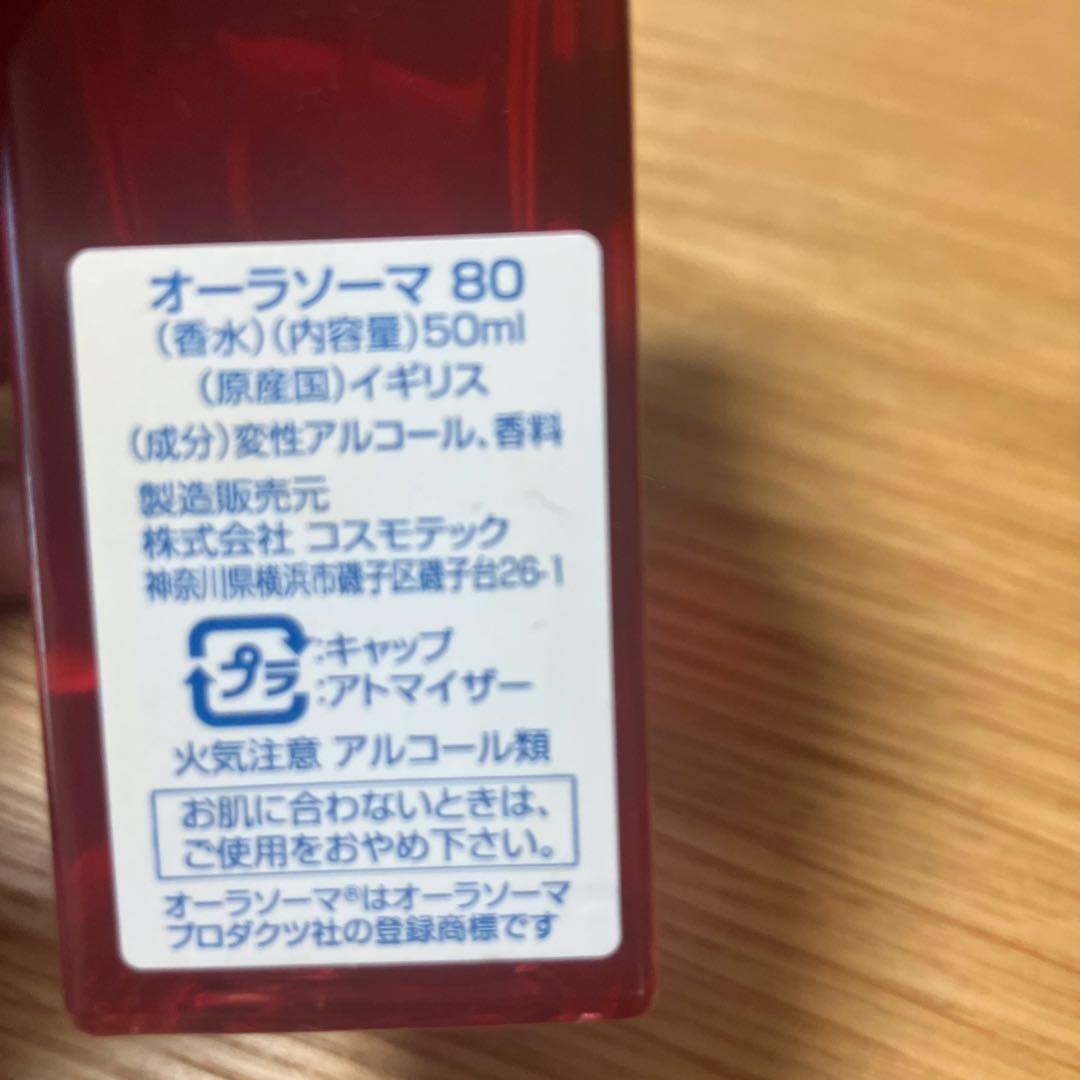 オーラソーマ 80
(香水)(内容量)50ml
(原産国)イギリス
(成分)変性アルコール、香料
製造販売元
株式会社 コスモテック
神奈川県横浜市磯子区磯子台26-1
プラ :キャップ
:アトマイザー
火気注意 アルコール類
お肌に合わないときは、
ご使用をおやめ下さい。
オーラソーマ®はオーラソーマ
プロダクツ社の登録商標です